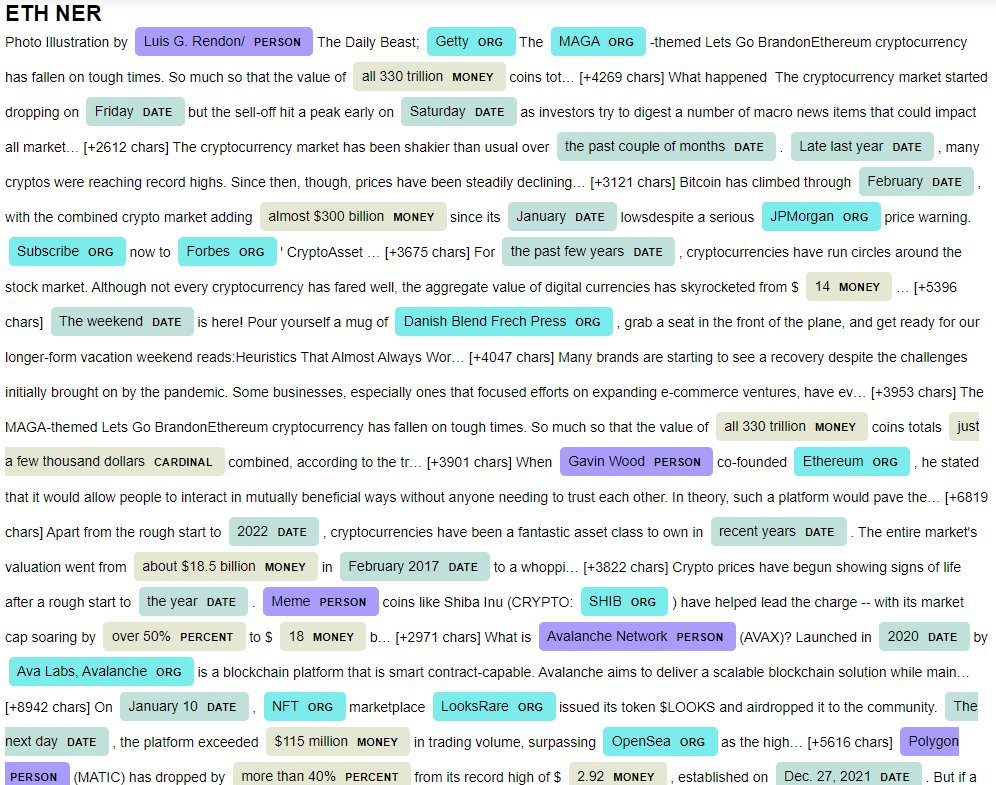 ETH NER
Photo Illustration by Luis G. Rendon/ PERSON The Daily Beast; Getty ORG The MAGA ORG -themed Lets Go BrandonEthereum cryptocurrency
has fallen on tough times. So much so that the value of all 330 trillion MONEY coins tot… [+4269 chars] What happened The cryptocurrency market started
dropping on Friday DATE but the sell-off hit a peak early on Saturday DATE as investors try to digest a number of macro news items that could impact
all market… [+2612 chars] The cryptocurrency market has been shakier than usual over the past couple of months DATE . Late last year DATE , many
cryptos were reaching record highs. Since then, though, prices have been steadily declining… [+3121 chars] Bitcoin has climbed through February DATE ,
with the combined crypto market adding almost $300 billion MONEY since its January DATE lowsdespite a serious JPMorgan ORG price warning.
Subscribe ORG now to Forbes ORG ' CryptoAsset … [+3675 chars] For the past few years DATE , cryptocurrencies have run circles around the
stock market. Although not every cryptocurrency has fared well, the aggregate value of digital currencies has skyrocketed from $ 14 MONEY … [+5396
chars] The weekend DATE is here! Pour yourself a mug of Danish Blend Frech Press ORG , grab a seat in the front of the plane, and get ready for our
longer-form vacation weekend reads:Heuristics That Almost Always Wor… [+4047 chars] Many brands are starting to see a recovery despite the challenges
initially brought on by the pandemic. Some businesses, especially ones that focused efforts on expanding e-commerce ventures, have ev… [+3953 chars] The
MAGA-themed Lets Go BrandonEthereum cryptocurrency has fallen on tough times. So much so that the value of all 330 trillion MONEY coins totals just
a few thousand dollars CARDINAL combined, according to the tr… [+3901 chars] When Gavin Wood PERSON co-founded Ethereum ORG , he stated
that it would allow people to interact in mutually beneficial ways without anyone needing to trust each other. In theory, such a platform would pave the… [+6819
chars] Apart from the rough start to 2022 DATE , cryptocurrencies have been a fantastic asset class to own in recent years DATE . The entire market's
valuation went from about $18.5 billion MONEY in February 2017 DATE to a whoppi… [+3822 chars] Crypto prices have begun showing signs of life
after a rough start to the year DATE . Meme PERSON coins like Shiba Inu (CRYPTO: SHIB ORG ) have helped lead the charge -- with its market
cap soaring by over 50% PERCENT to $ 18 MONEY b… [+2971 chars] What is Avalanche Network PERSON (AVAX)? Launched in 2020 DATE by
Ava Labs, Avalanche ORG is a blockchain platform that is smart contract-capable. Avalanche aims to deliver a scalable blockchain solution while main…
[+8942 chars] On January 10 DATE , NFT ORG marketplace LooksRare ORG issued its token $LOOKS and airdropped it to the community. The
next day DATE , the platform exceeded $115 million MONEY in trading volume, surpassing OpenSea ORG as the high… [+5616 chars] Polygon
PERSON (MATIC) has dropped by more than 40% PERCENT from its record high of $ 2.92 MONEY , established on Dec. 27, 2021 DATE . But if a